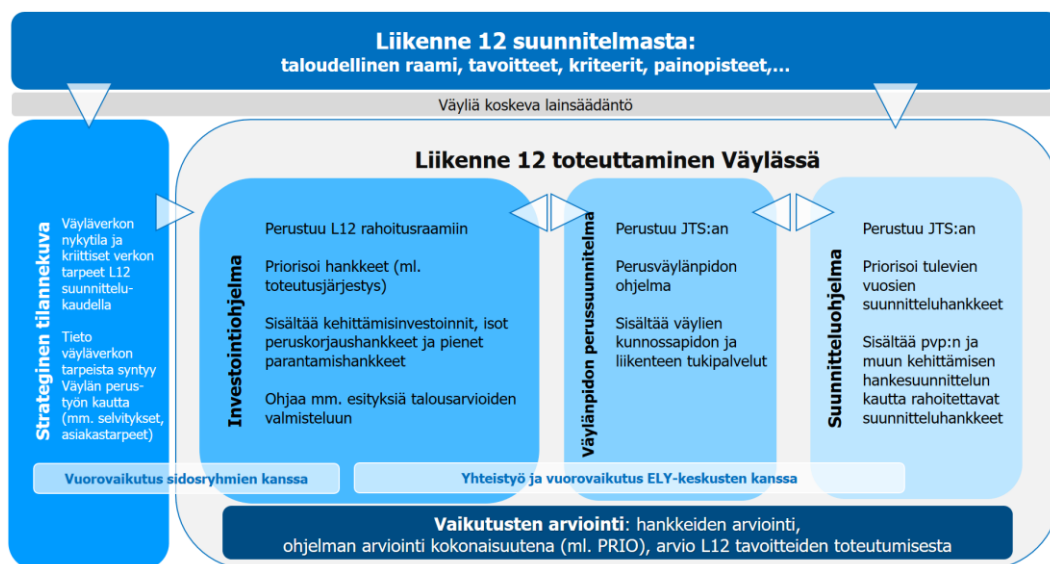 Liikenne 12 suunnitelmasta:
taloudellinen raami, tavoitteet, kriteerit, painopisteet,...
Väyliä koskeva lainsäädäntö
Liikenne 12 toteuttaminen Väylässä
Strateginen tilannekuva
Väyläverkon
nykytila ja
kriittiset verkon
tarpeet L12
suunnittelu-
kaudella
Tieto
väyläverkon
tarpeista syntyy
Väylän perus-
työn kautta
(mm. selvitykset,
asiakastarpeet)
Investointiohjelma
Perustuu L12 rahoitusraamiin
Priorisoi hankkeet (ml.
toteutusjärjestys)
Sisältää kehittämisinvestoinnit, isot
peruskorjaushankkeet ja pienet
parantamishankkeet
Ohjaa mm. esityksiä talousarvioiden
valmisteluun
Väylänpidon perussuunnitelma
Perustuu JTS:an
Perusväylänpidon
ohjelma
Sisältää väylien
kunnossapidon ja
liikenteen tukipalvelut
Suunnitteluohjelma
Perustuu JTS:an
Priorisoi tulevien
vuosien
suunnitteluhankkeet
Sisältää pvp:n ja
muun kehittämisen
hankesuunnittelun
kautta rahoitettavat
suunnitteluhankkeet
Vuorovaikutus sidosryhmien kanssa
Yhteistyö ja vuorovaikutus ELY-keskusten kanssa
Vaikutusten arviointi: hankkeiden arviointi,
ohjelman arviointi kokonaisuutena (ml. PRIO), arvio L12 tavoitteiden toteutumisesta